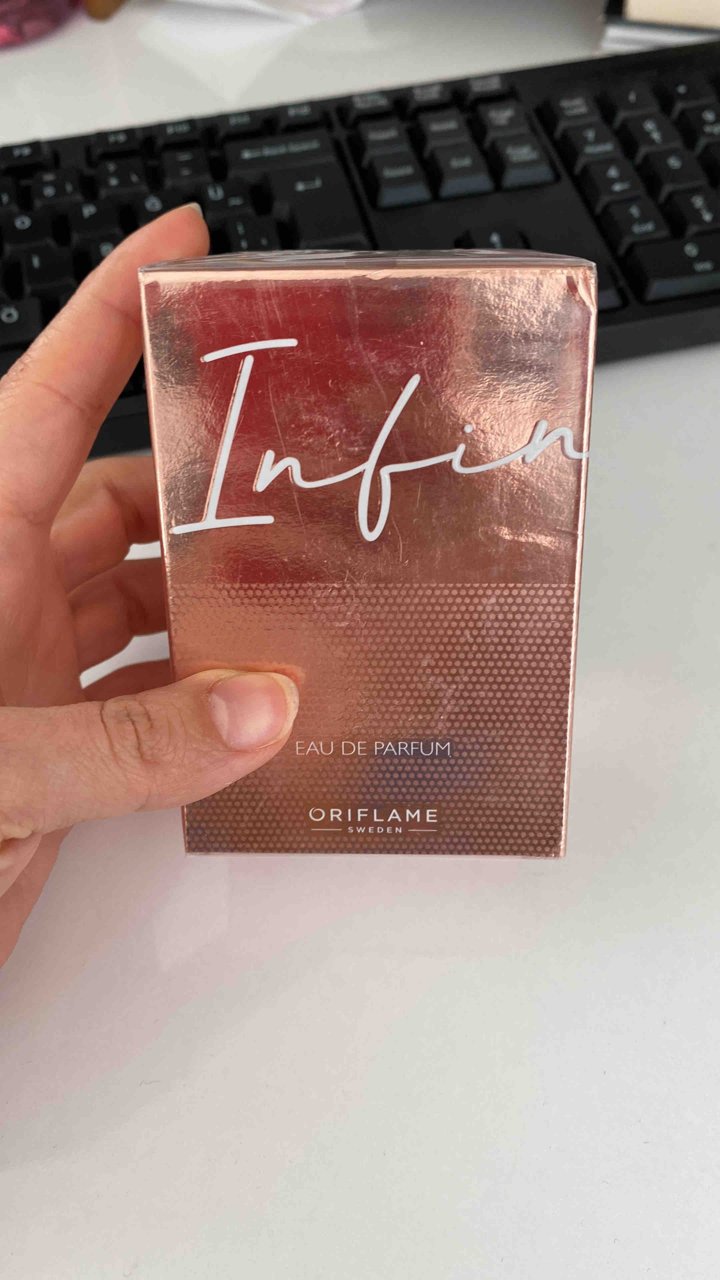 Infin
EAU DE PARFUM
ORIFLAME
SWEDEN